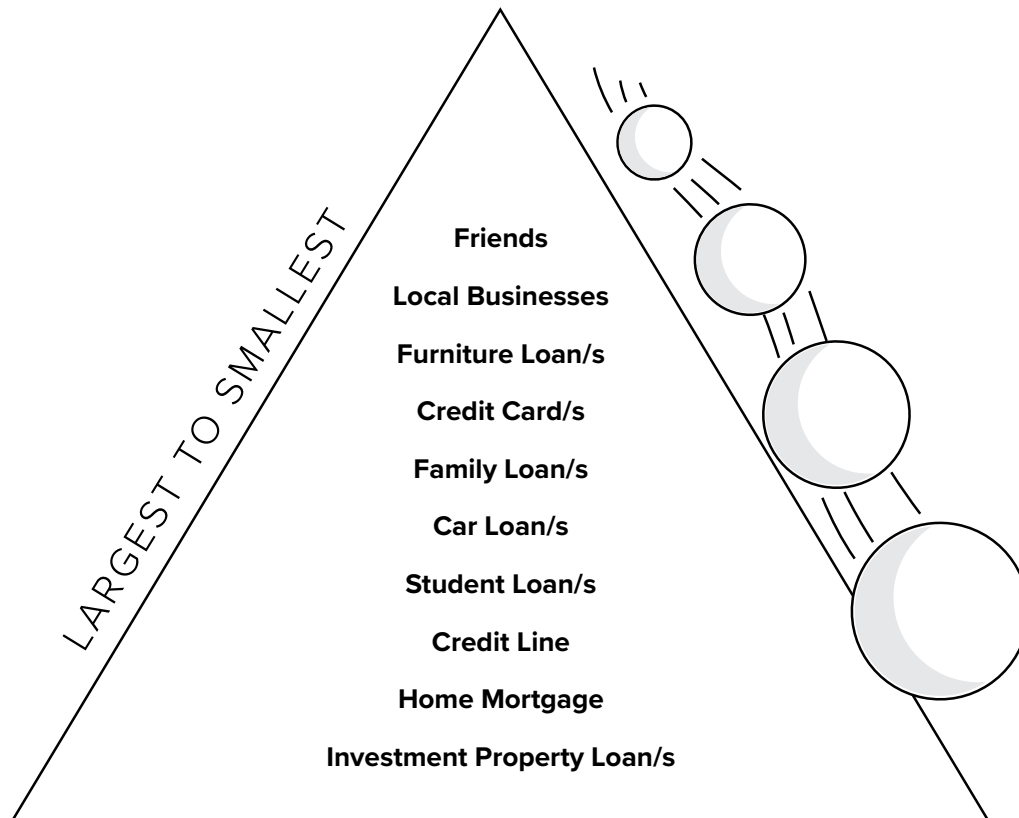 LARGEST TO SMALLEST
Friends
Local Businesses
Furniture Loan/s
Credit Card/s
Family Loan/s
Car Loan/s
Student Loan/s
Credit Line
Home Mortgage
Investment Property Loan/s